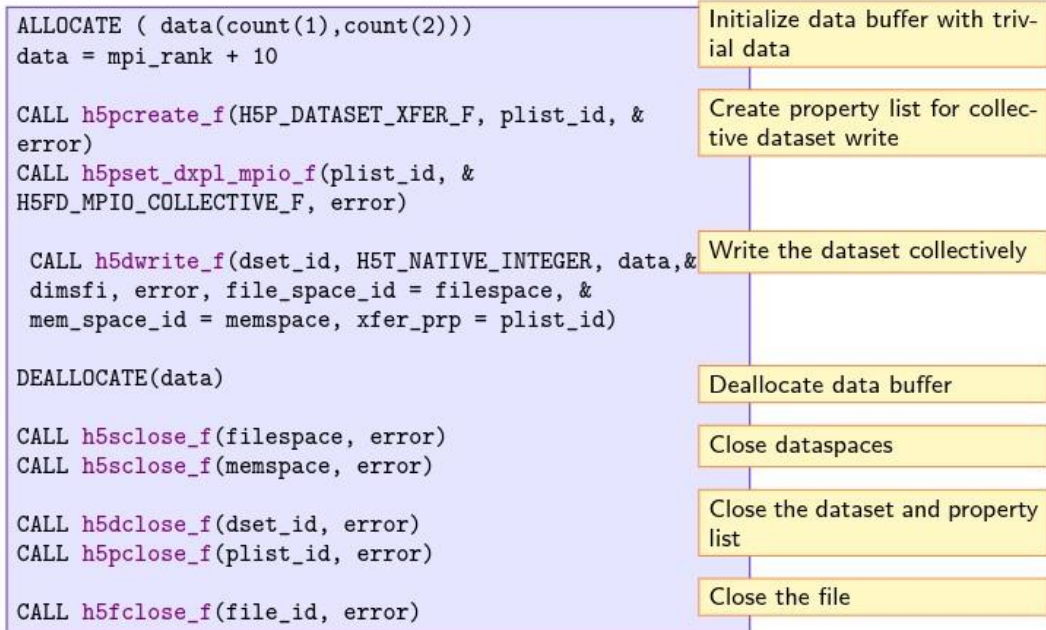 ALLOCATE ( data(count(1),count(2)))
data = mpi_rank + 10
CALL h5pcreate_f(H5P_DATASET_XFER_F, plist_id, &
error)
CALL h5pset_dxpl_mpio_f(plist_id, &
H5FD_MPIO_COLLECTIVE_F, error)
CALL h5dwrite_f(dset_id, H5T_NATIVE_INTEGER, data,&
dimsfi, error, file_space_id = filespace, &
mem_space_id = memspace, xfer_prp = plist_id)
DEALLOCATE(data)
CALL h5sclose_f(filespace, error)
CALL h5sclose_f(memspace, error)
CALL h5dclose_f(dset_id, error)
CALL h5pclose_f(plist_id, error)
CALL h5fclose_f(file_id, error)
Initialize data buffer with triv-
ial data
Create property list for collec-
tive dataset write
Write the dataset collectively
Deallocate data buffer
Close dataspaces
Close the dataset and property
list
Close the file